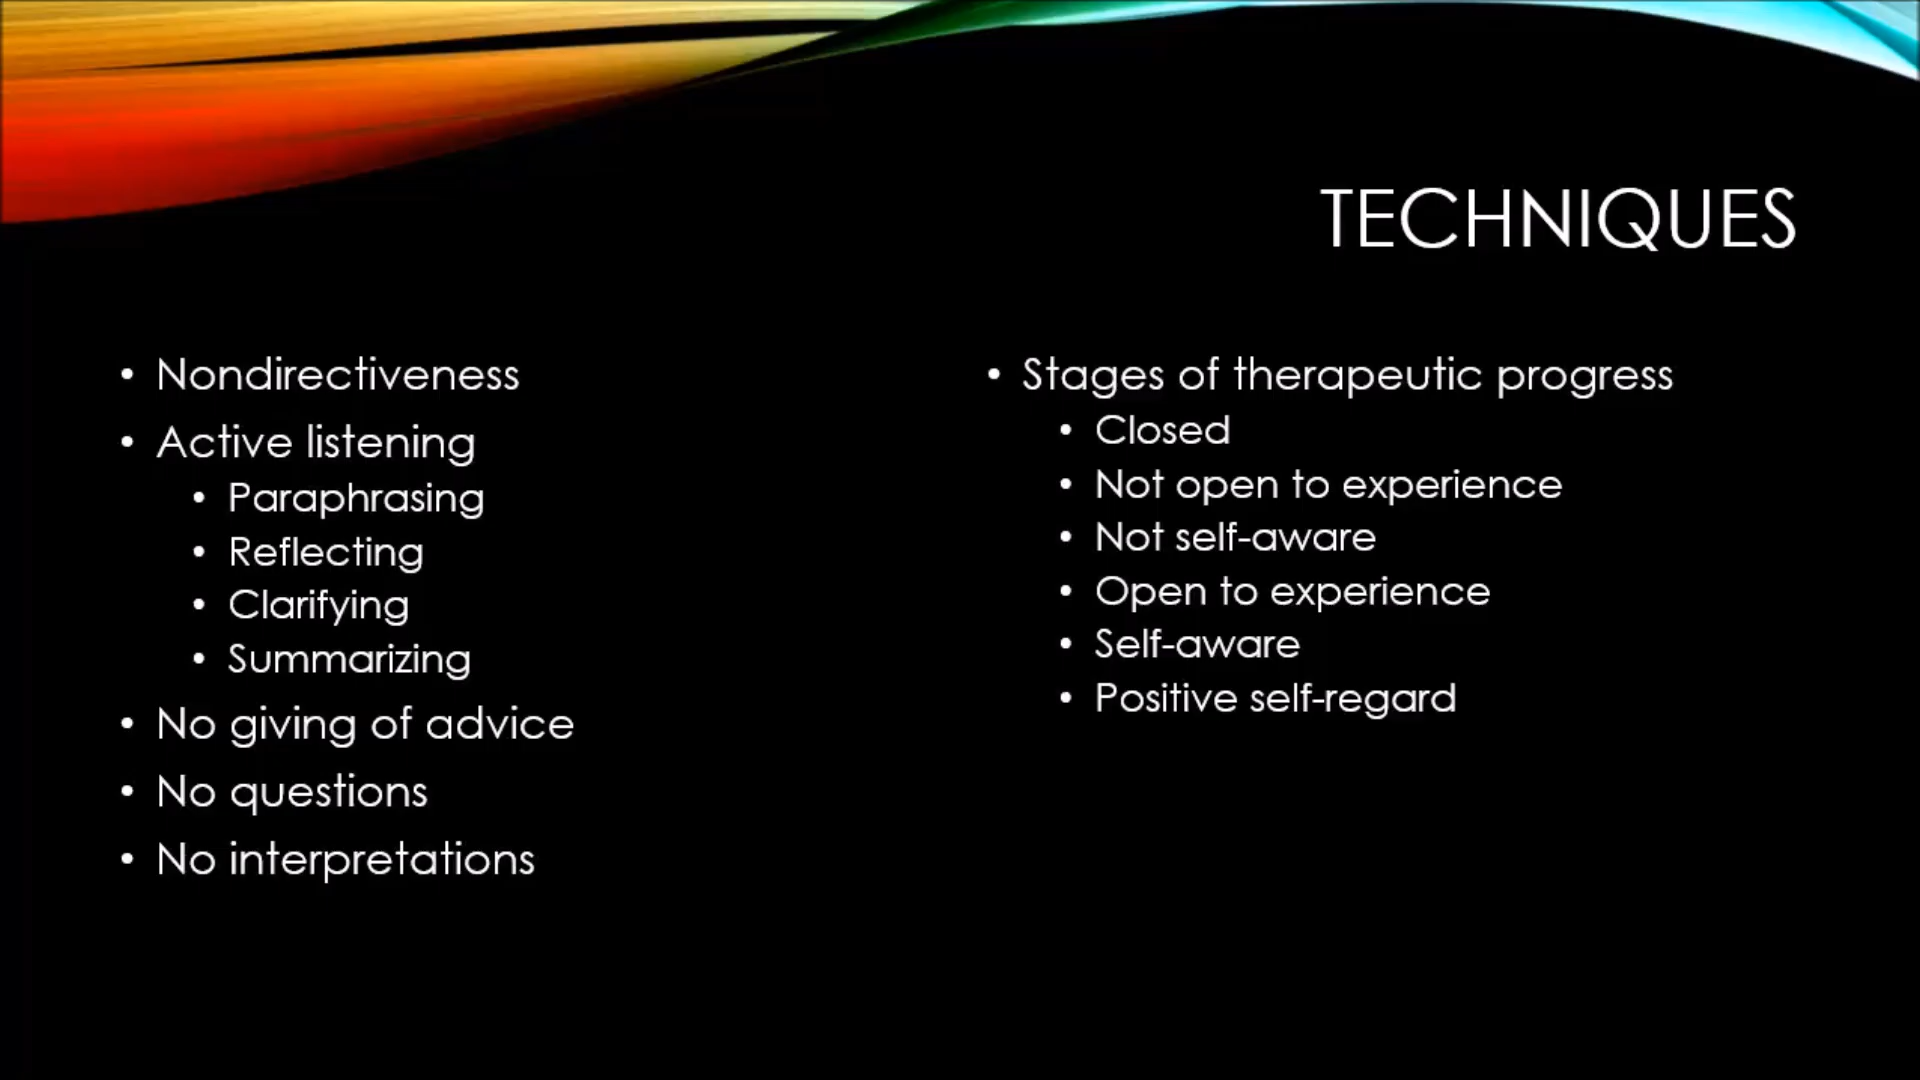 TECHNIQUES
• Nondirectiveness
• Active listening
• Paraphrasing
• Reflecting
• Clarifying
• Summarizing
• No giving of advice
• No questions
• No interpretations
• Stages of therapeutic progress
• Closed
• Not open to experience
• Not self-aware
• Open to experience
• Self-aware
• Positive self-regard